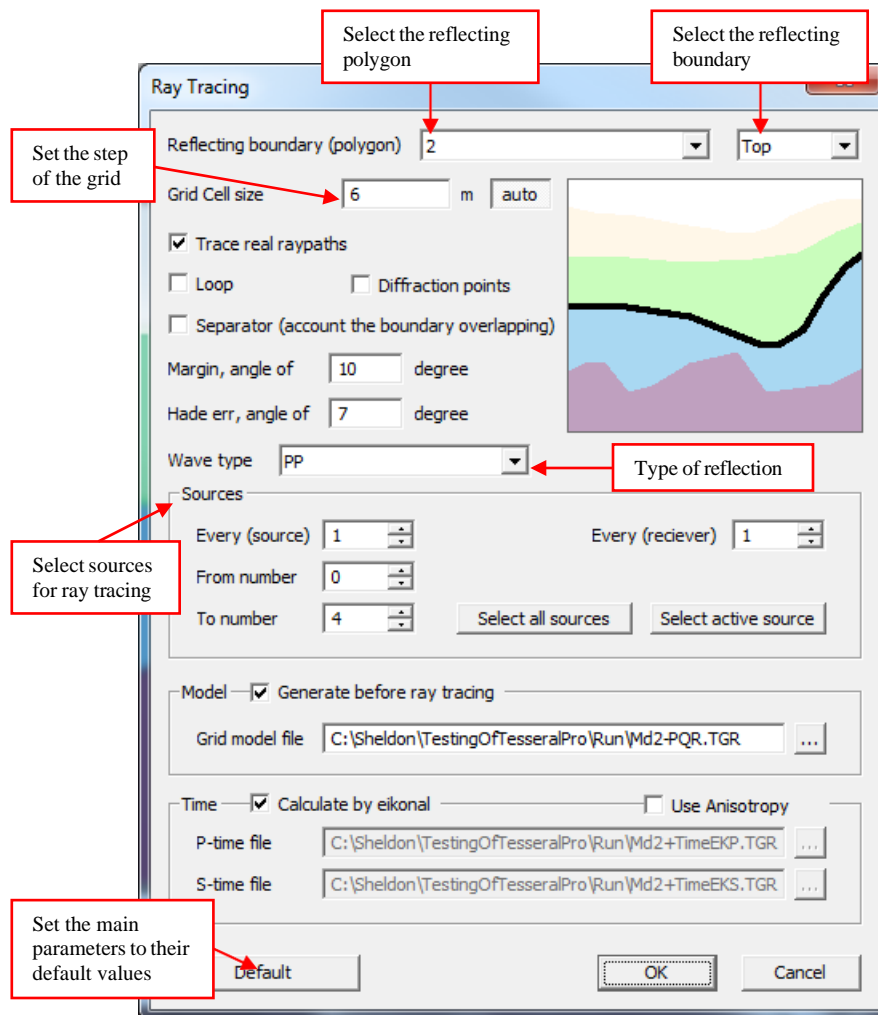 Select the reflecting
polygon
Select the reflecting
boundary
Ray Tracing
Set the step
of the grid
Reflecting boundary (polygon) 2 Top
Grid Cell size 6 m auto
Trace real raypaths
Loop Diffraction points
Separator (account the boundary overlapping)
Margin, angle of 10 degree
Hade err, angle of 7 degree
Wave type PP
Type of reflection
Sources
Every (source) 1 Every (reciever) 1
Select sources
for ray tracing
From number 0
To number 4 Select all sources Select active source
Model Generate before ray tracing
Grid model file C:\Sheldon\TestingOfTesseralPro\Run\Md2-PQR.TGR ...
Time Calculate by eikonal Use Anisotropy
P-time file C:\Sheldon\TestingOfTesseralPro\Run\Md2+TimeEKP.TGR ...
S-time file C:\Sheldon\TestingOfTesseralPro\Run\Md2+TimeEKS.TGR ...
Set the main
parameters to their
default values
Default OK Cancel